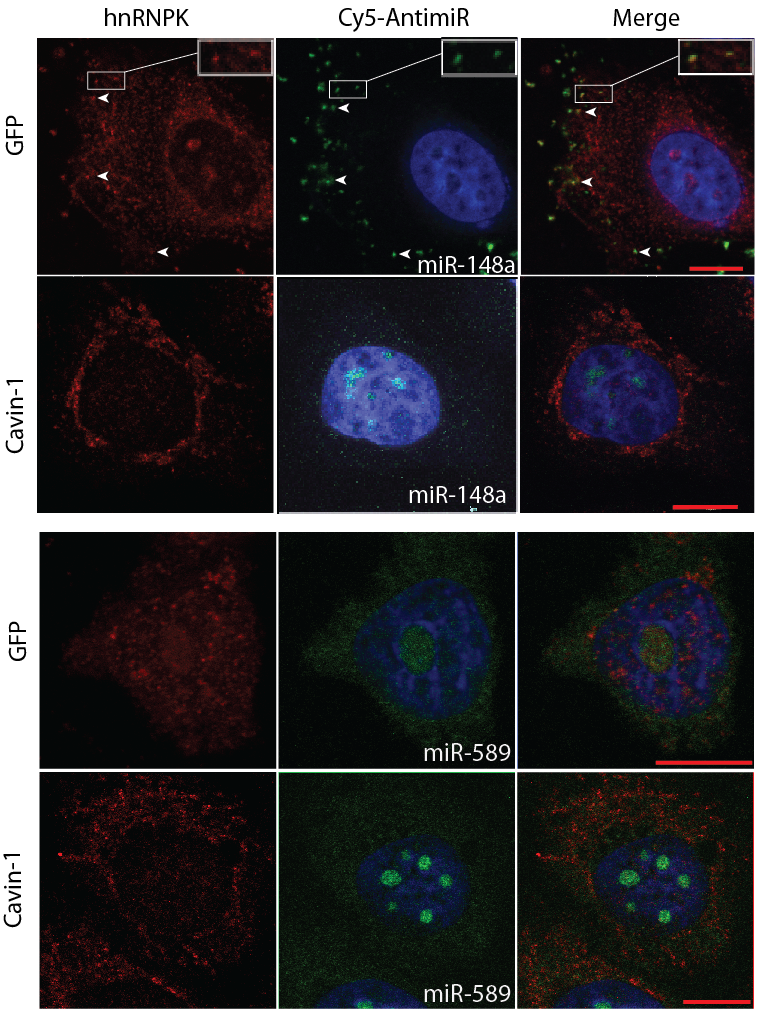 hnRNPK Cy5-AntimiR Merge
GFP
miR-148a
Cavin-1
miR-148a
GFP
miR-589
Cavin-1
miR-589